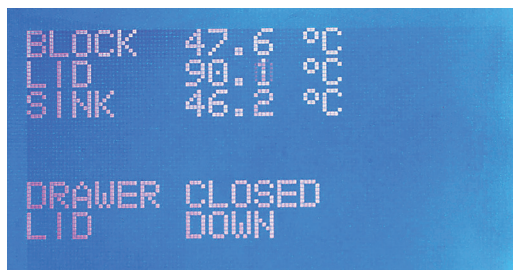 BLOCK 47.6 °C
LID 90.1 °C
SINK 46.2 °C
DRAWER CLOSED
LID DOWN